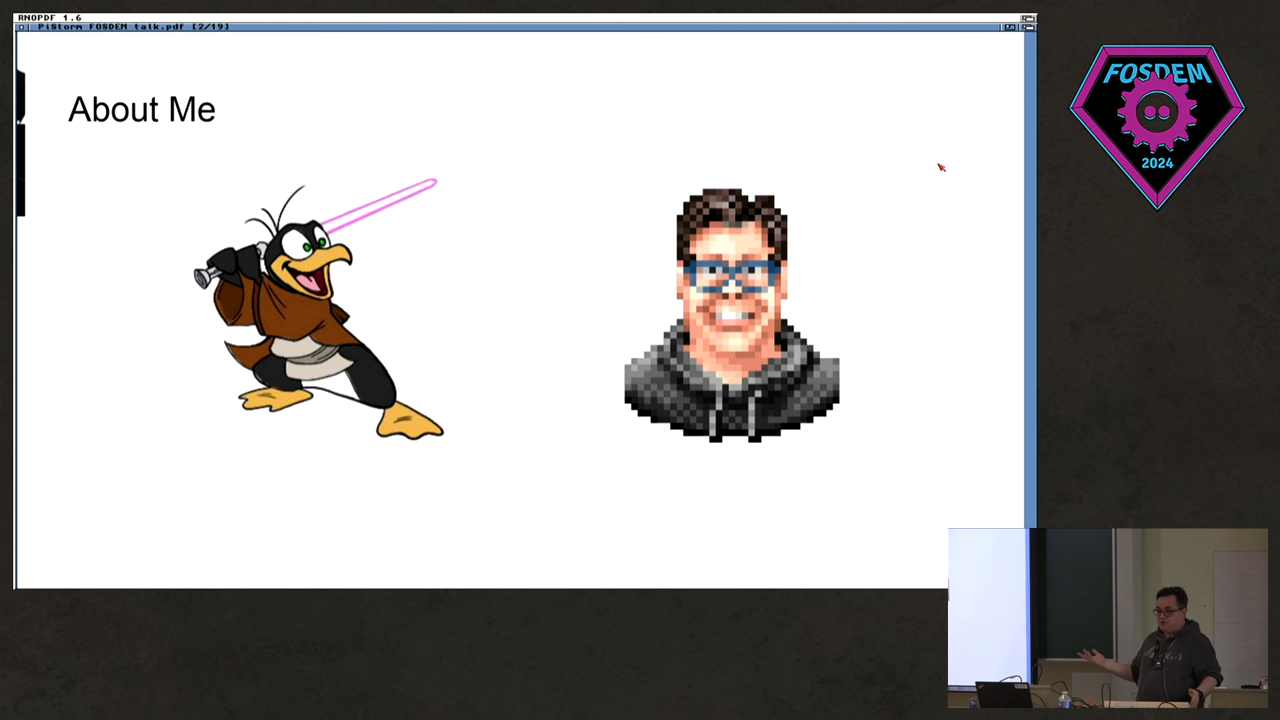 RNOPDF 1.6
PiStorm FOSDEM talk.pdf [2/19]
About Me
FOSDEM
2024